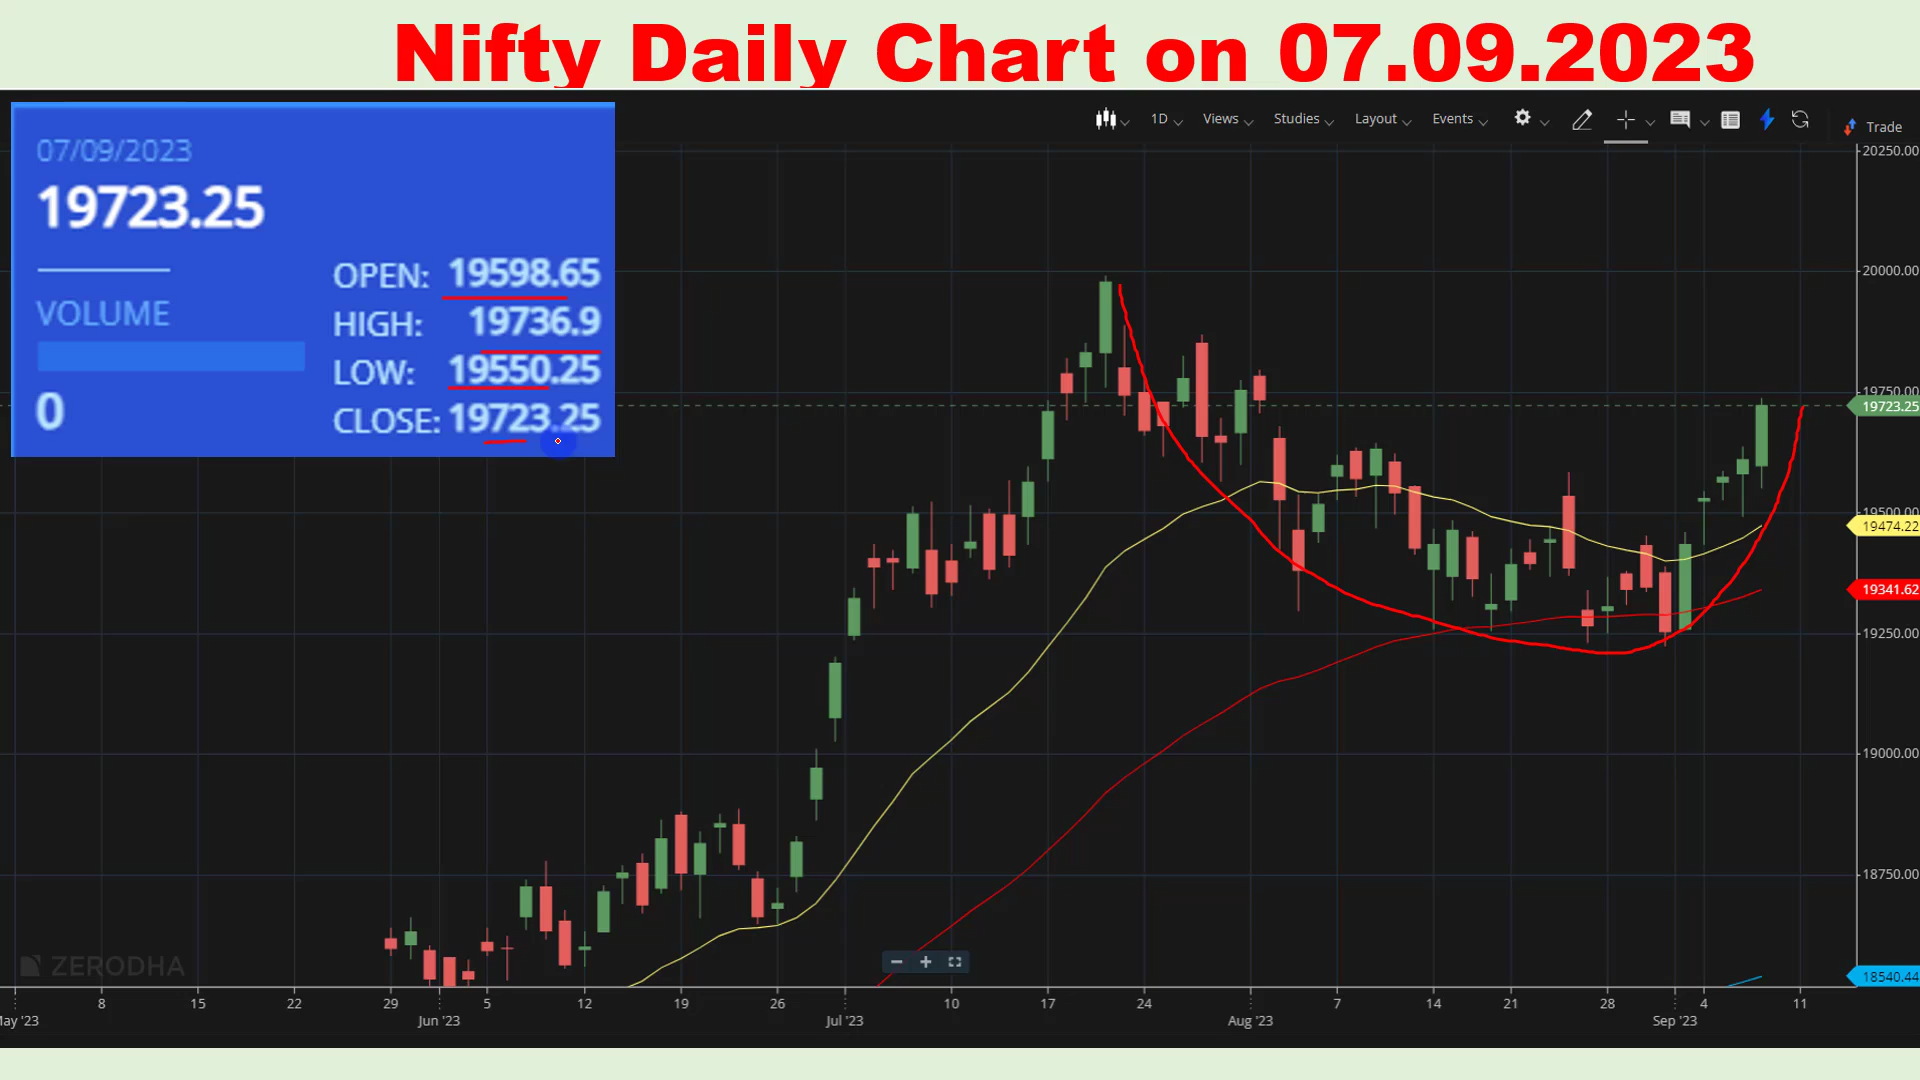 Nifty Daily Chart on 07.09.2023
07/09/2023
19723.25
VOLUME
0
OPEN: 19598.65
HIGH: 19736.9
LOW: 19550.25
CLOSE: 19723.25
1D Views Studies Layout Events Trade
20250.00
20000.00
19750.00
19723.25
19500.00
19474.22
19341.62
19250.00
19000.00
18750.00
18540.44
ZERODHA
8 15 22 29 5 12 19 26 10 17 24 7 14 21 28 4 11
May '23 Jun '23 Jul '23 Aug '23 Sep '23